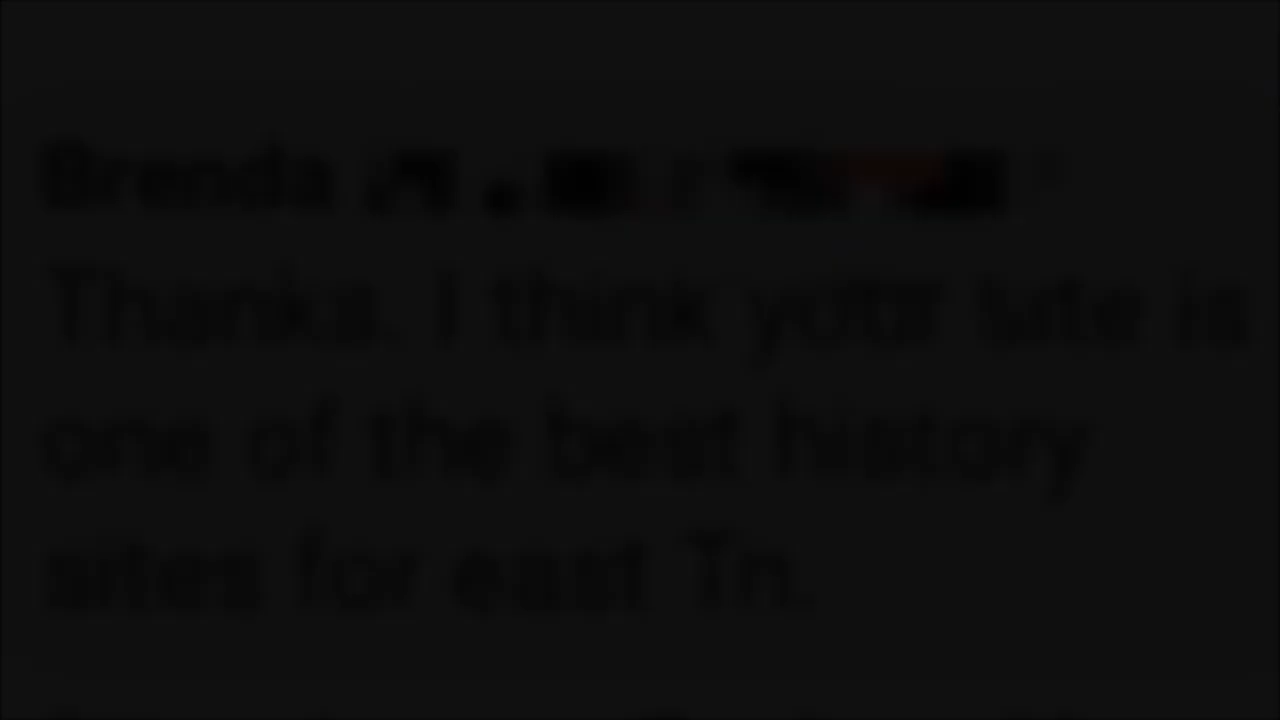 Brenda
Thanks. I think your site is
one of the best history
sites for east Tn.